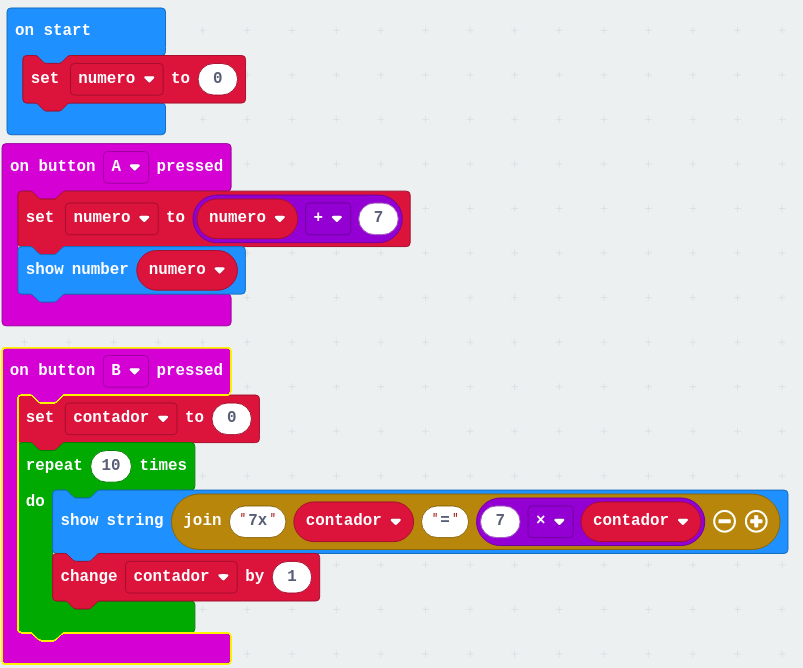 on start
set numero to 0
on button A pressed
set numero to numero + 7
show number numero
on button B pressed
set contador to 0
repeat 10 times
do
show string join "7x" contador "=" 7 × contador
change contador by 1